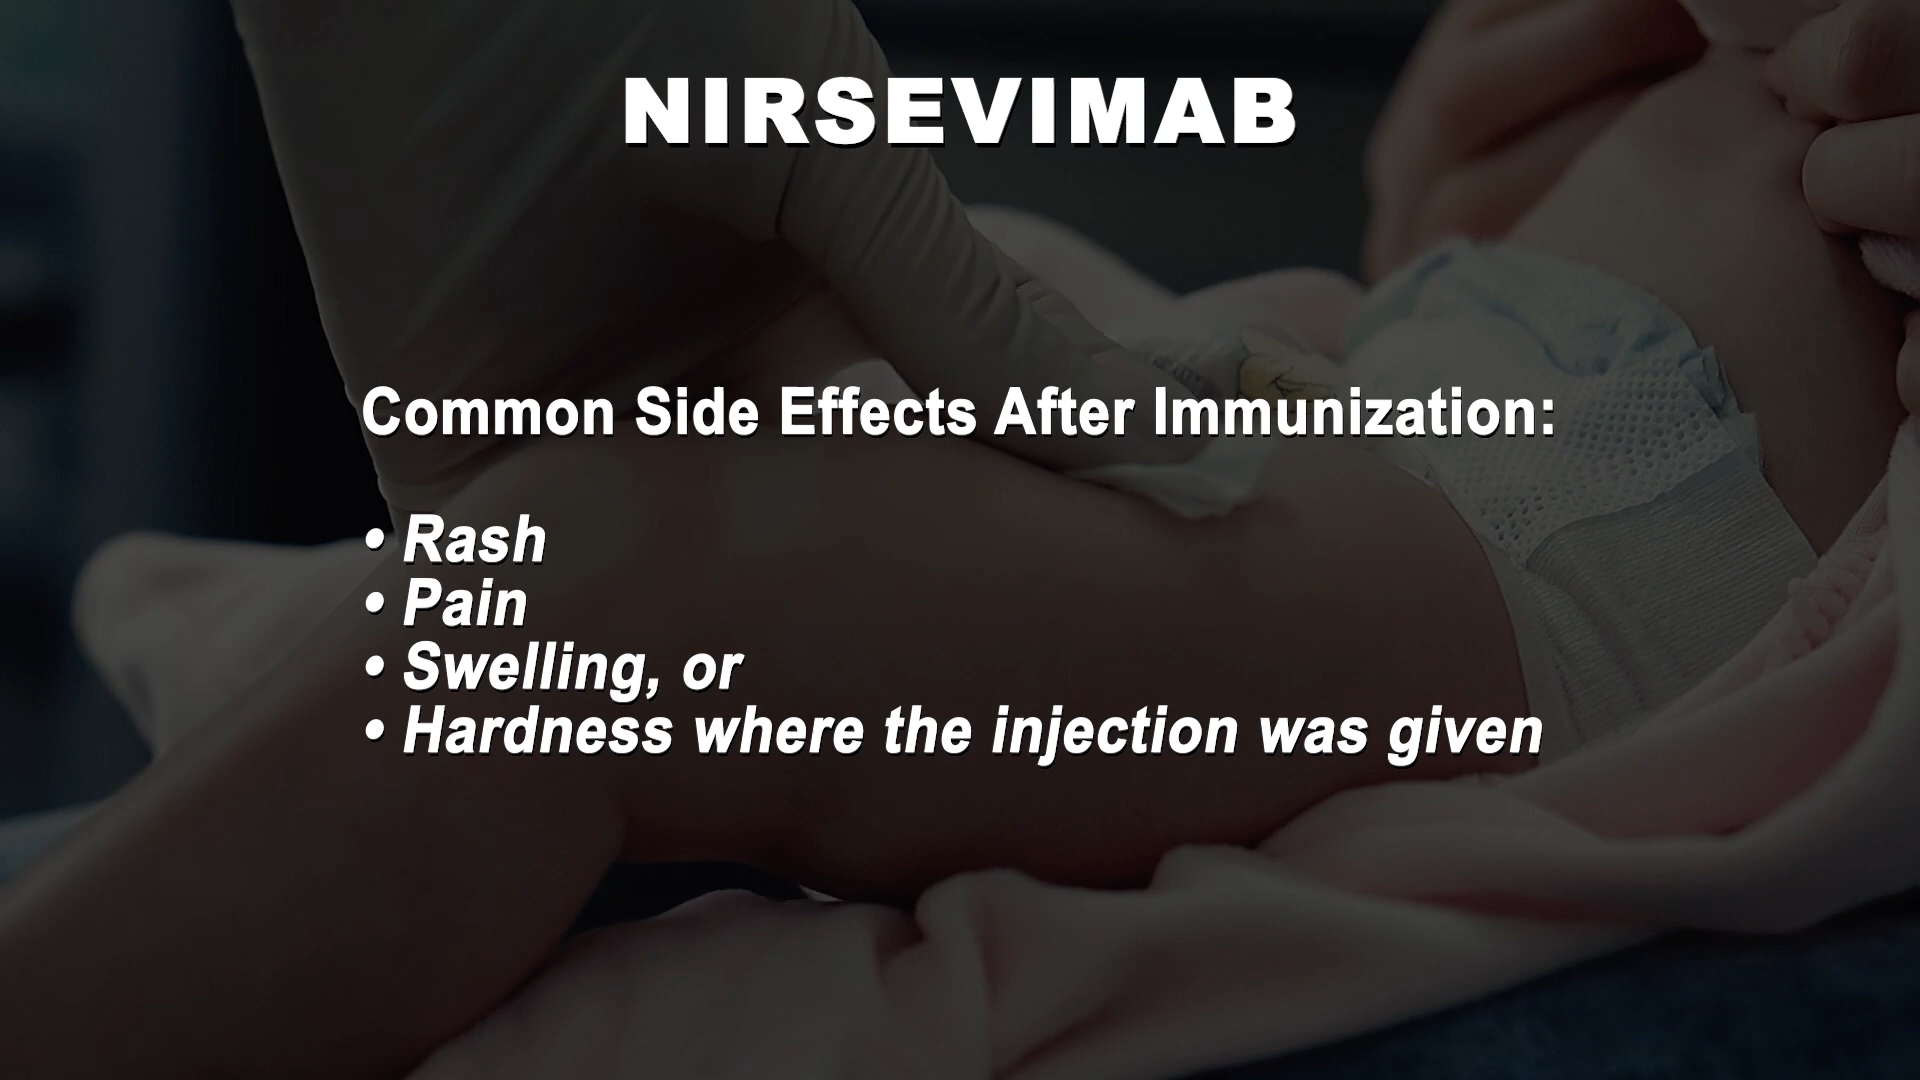 NIRSEVIMAB
Common Side Effects After Immunization:
• Rash
• Pain
• Swelling, or
• Hardness where the injection was given